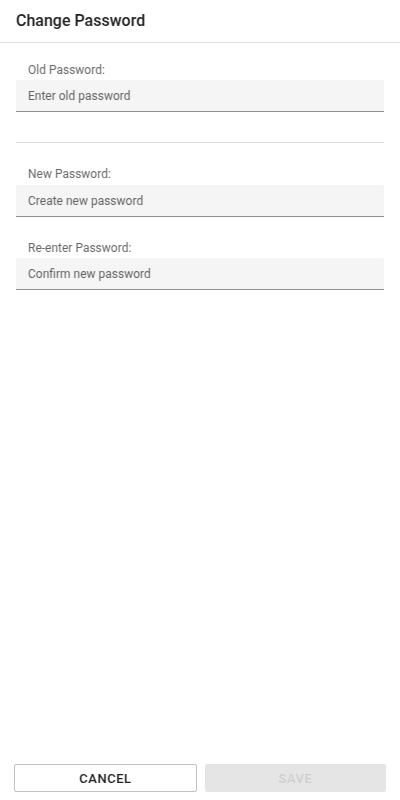 Change Password
Old Password:
Enter old password
New Password:
Create new password
Re-enter Password:
Confirm new password
CANCEL
SAVE